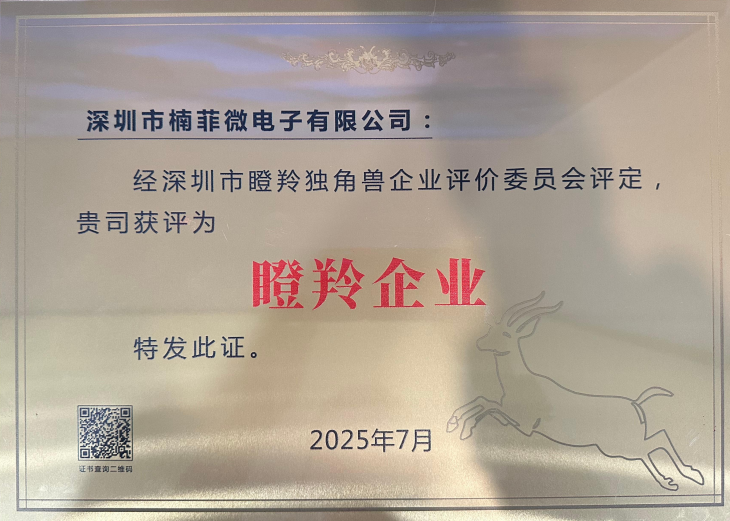 深圳市楠菲微电子有限公司：
经深圳市瞪羚独角兽企业评价委员会评定，
贵司获评为
瞪羚企业
特发此证。
2025年7月
证书查询二维码